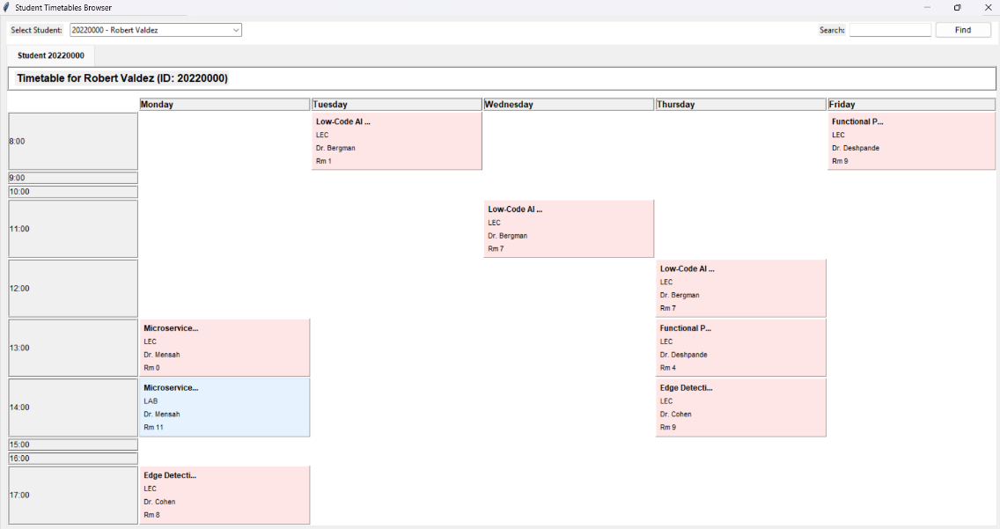 Student Timetables Browser
Select Student: 20220000 - Robert Valdez Search: Find
Student 20220000
Timetable for Robert Valdez (ID: 20220000)
Monday Tuesday Wednesday Thursday Friday
8:00
Low-Code AI ...
LEC
Dr. Bergman
Rm 1
Functional P...
LEC
Dr. Deshpande
Rm 9
9:00
10:00
11:00
Low-Code AI ...
LEC
Dr. Bergman
Rm 7
12:00
Low-Code AI ...
LEC
Dr. Bergman
Rm 7
13:00
Microservice...
LEC
Dr. Mensah
Rm 0
Functional P...
LEC
Dr. Deshpande
Rm 4
14:00
Microservice...
LAB
Dr. Mensah
Rm 11
Edge Detecti...
LEC
Dr. Cohen
Rm 9
15:00
16:00
17:00
Edge Detecti...
LEC
Dr. Cohen
Rm 8